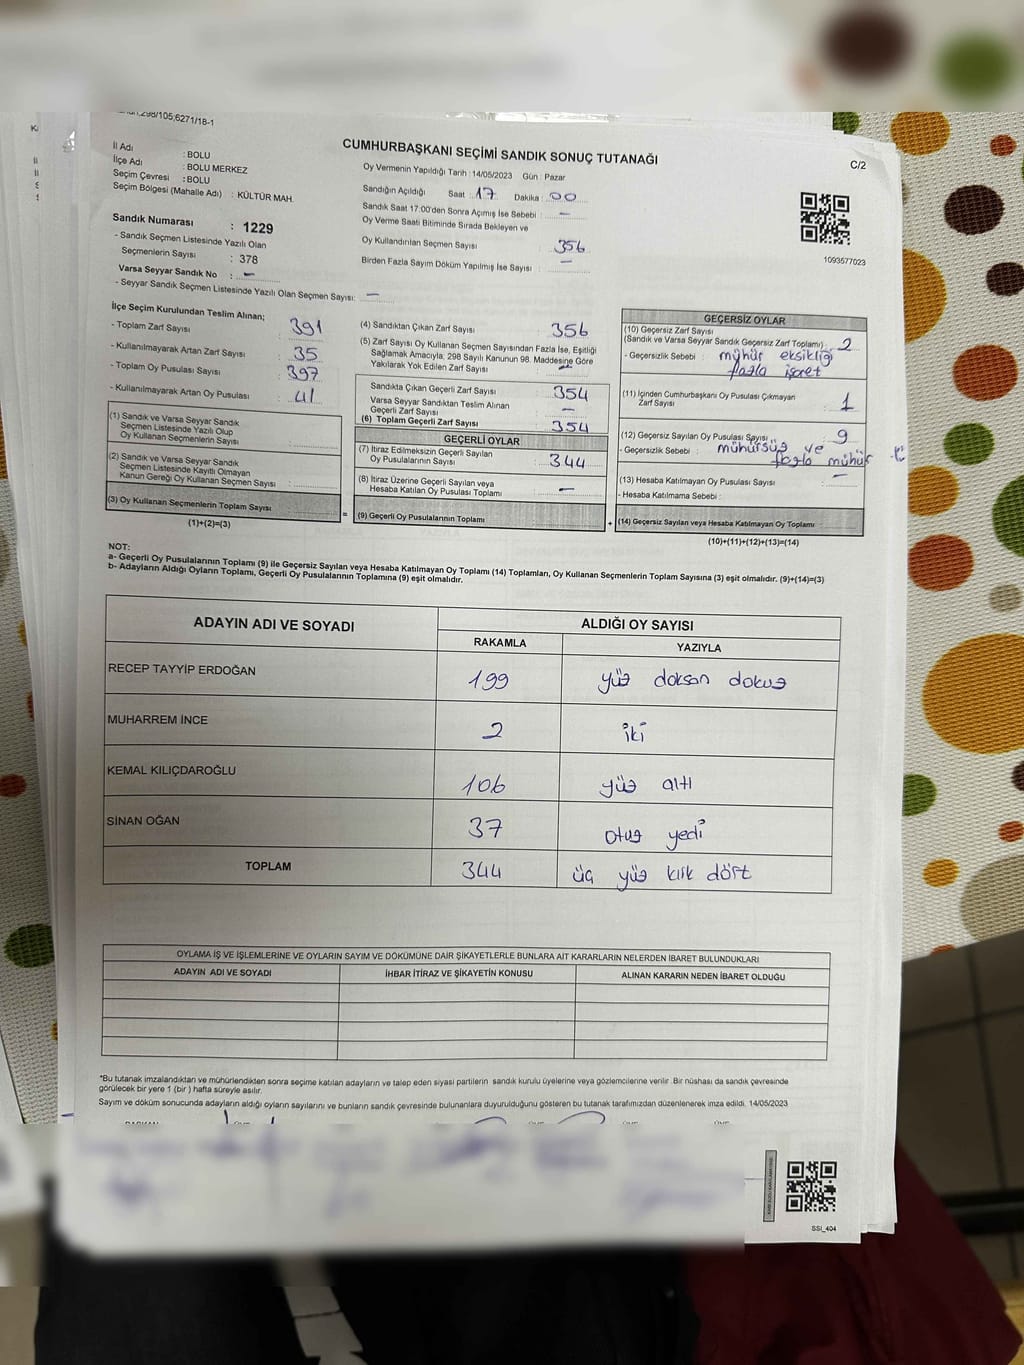 298/105,6271/18-1
CUMHURBAŞKANI SEÇİMİ SANDIK SONUÇ TUTANAĞI
C/2
İl Adı : BOLU
İlçe Adı : BOLU MERKEZ
Seçim Çevresi : BOLU
Seçim Bölgesi (Mahalle Adı) : KÜLTÜR MAH.
Sandık Numarası : 1229
- Sandık Seçmen Listesinde Yazılı Olan
Seçmenlerin Sayısı : 378
Varsa Seyyar Sandık No : —
- Seyyar Sandık Seçmen Listesinde Yazılı Olan Seçmen Sayısı: —
Oy Vermenin Yapıldığı Tarih : 14/05/2023 Gün : Pazar
Sandığın Açıldığı Saat : 17 Dakika : 00
Sandık Saat 17:00'den Sonra Açımış İse Sebebi : —
Oy Verme Saati Bitiminde Sırada Bekleyen ve
Oy Kullandırılan Seçmen Sayısı : 356
Birden Fazla Sayım Döküm Yapılmış İse Sayısı : —
1093577023
İlçe Seçim Kurulundan Teslim Alınan;
- Toplam Zarf Sayısı : 391
- Kullanılmayarak Artan Zarf Sayısı : 35
- Toplam Oy Pusulası Sayısı : 397
- Kullanılmayarak Artan Oy Pusulası : 41
(1) Sandık ve Varsa Seyyar Sandık
Seçmen Listesinde Yazılı Olup
Oy Kullanan Seçmenlerin Sayısı :
(2) Sandık ve Varsa Seyyar Sandık
Seçmen Listesinde Kayıtlı Olmayan
Kanun Gereği Oy Kullanan Seçmen Sayısı :
(3) Oy Kullanan Seçmenlerin Toplam Sayısı
(1)+(2)=(3)
(4) Sandıktan Çıkan Zarf Sayısı : 356
(5) Zarf Sayısı Oy Kullanan Seçmen Sayısından Fazla İse, Eşitliği
Sağlamak Amacıyla, 298 Sayılı Kanunun 98. Maddesine Göre
Yakılarak Yok Edilen Zarf Sayısı :
Sandıkta Çıkan Geçerli Zarf Sayısı : 354
Varsa Seyyar Sandıktan Teslim Alınan
Geçerli Zarf Sayısı : —
(6) Toplam Geçerli Zarf Sayısı : 354
GEÇERLİ OYLAR
(7) İtiraz Edilmeksizin Geçerli Sayılan
Oy Pusulalarının Sayısı : 344
(8) İtiraz Üzerine Geçerli Sayılan veya
Hesaba Katılan Oy Pusulası Toplamı : —
= (9) Geçerli Oy Pusulalarının Toplamı
GEÇERSİZ OYLAR
(10) Geçersiz Zarf Sayısı
(Sandık ve Varsa Seyyar Sandık Geçersiz Zarf Toplamı) : 2
- Geçersizlik Sebebi : mühür eksikliği
fazla işaret
(11) İçinden Cumhurbaşkanı Oy Pusulası Çıkmayan
Zarf Sayısı : 1
(12) Geçersiz Sayılan Oy Pusulası Sayısı : 9
- Geçersizlik Sebebi : mühürsüz ve
fazla mühür
(13) Hesaba Katılmayan Oy Pusulası Sayısı : —
- Hesaba Katılmama Sebebi :
+ (14) Geçersiz Sayılan veya Hesaba Katılmayan Oy Toplamı
(10)+(11)+(12)+(13)=(14)
NOT:
a- Geçerli Oy Pusulalarının Toplamı (9) ile Geçersiz Sayılan veya Hesaba Katılmayan Oy Toplamı (14) Toplamları, Oy Kullanan Seçmenlerin Toplam Sayısına (3) eşit olmalıdır. (9)+(14)=(3)
b- Adayların Aldığı Oyların Toplamı, Geçerli Oy Pusulalarının Toplamına (9) eşit olmalıdır.
ADAYIN ADI VE SOYADI ALDIĞI OY SAYISI
RAKAMLA YAZIYLA
RECEP TAYYİP ERDOĞAN 199 yüz doksan dokuz
MUHARREM İNCE 2 iki
KEMAL KILIÇDAROĞLU 106 yüz altı
SİNAN OĞAN 37 otuz yedi
TOPLAM 344 üç yüz kırk dört
OYLAMA İŞ VE İŞLEMLERİNE VE OYLARIN SAYIM VE DÖKÜMÜNE DAİR ŞİKAYETLERLE BUNLARA AİT KARARLARIN NELERDEN İBARET BULUNDUKLARI
ADAYIN ADI VE SOYADI İHBAR İTİRAZ VE ŞİKAYETİN KONUSU ALINAN KARARIN NEDEN İBARET OLDUĞU
*Bu tutanak imzalandıktan ve mühürlendikten sonra seçime katılan adayların ve talep eden siyasi partilerin sandık kurulu üyelerine veya gözlemcilerine verilir. Bir nüshası da sandık çevresinde
görülecek bir yere 1 (bir) hafta süreyle asılır.
Sayım ve döküm sonucunda adayların aldığı oyların sayılarını ve bunların sandık çevresinde bulunanlara duyurulduğunu gösteren bu tutanak tarafımızdan düzenlenerek imza edildi. 14/05/2023
SSI_404